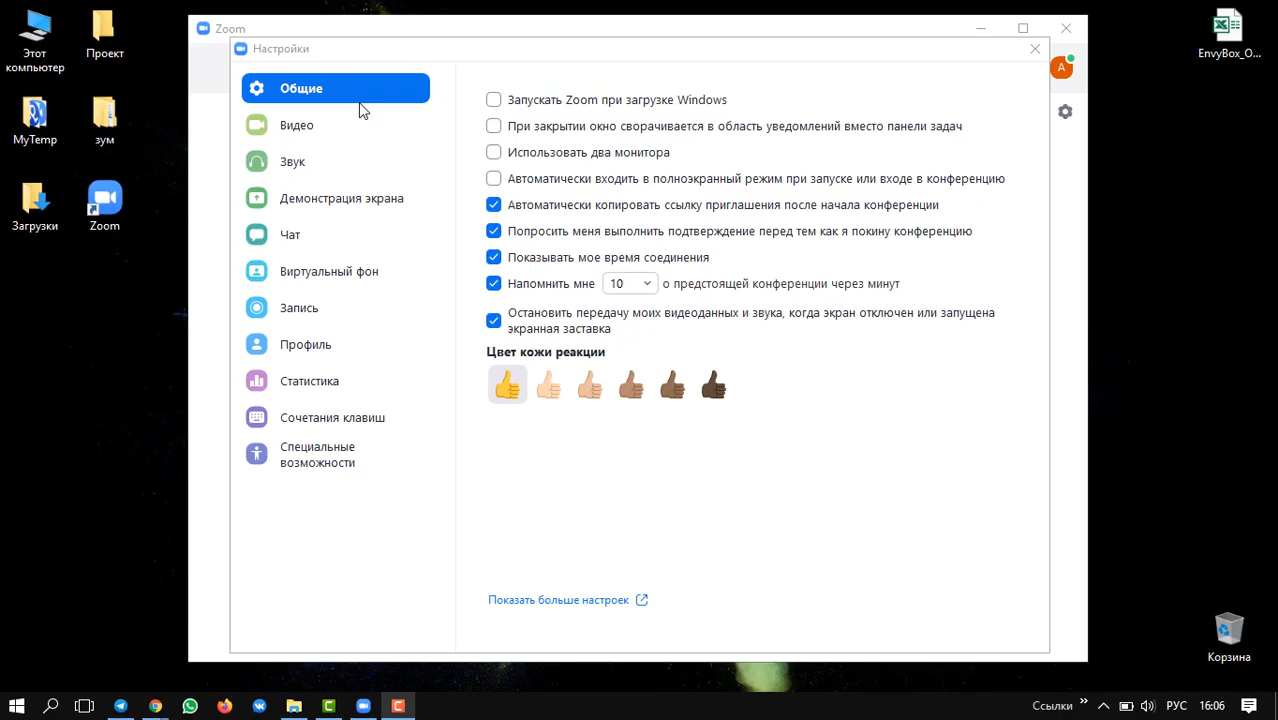 Этот
компьютер
Проект
MyTemp
зум
Загрузки
Zoom
Zoom
Настройки
Общие
Видео
Звук
Демонстрация экрана
Чат
Виртуальный фон
Запись
Профиль
Статистика
Сочетания клавиш
Специальные
возможности
Запускать Zoom при загрузке Windows
При закрытии окно сворачивается в область уведомлений вместо панели задач
Использовать два монитора
Автоматически входить в полноэкранный режим при запуске или входе в конференцию
Автоматически копировать ссылку приглашения после начала конференции
Попросить меня выполнить подтверждение перед тем как я покину конференцию
Показывать мое время соединения
Напомнить мне 10 о предстоящей конференции через минут
Остановить передачу моих видеоданных и звука, когда экран отключен или запущена
экранная заставка
Цвет кожи реакции
Показать больше настроек
A
EnvyBox_O...
Корзина
Ссылки
РУС
16:06